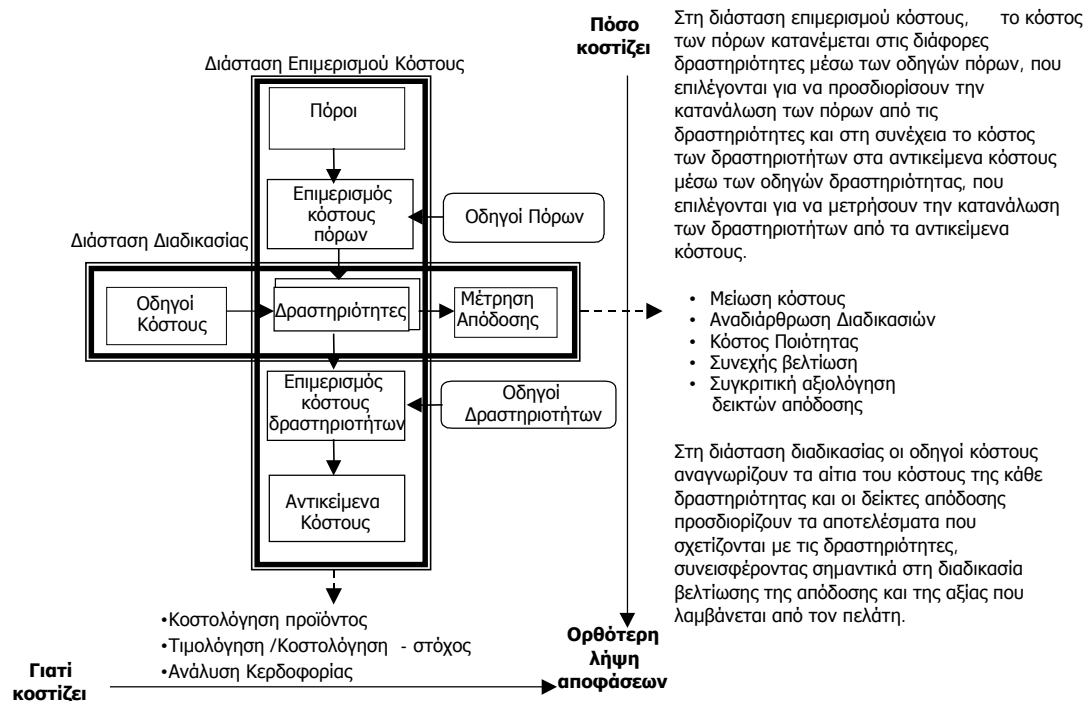 Διάσταση Επιμερισμού Κόστους
Πόροι
Επιμερισμός
κόστους
πόρων
Οδηγοί Πόρων
Διάσταση Διαδικασίας
Οδηγοί
Κόστους
Δραστηριότητες
Μέτρηση
Απόδοσης
Επιμερισμός
κόστους
δραστηριοτήτων
Οδηγοί
Δραστηριοτήτων
Αντικείμενα
Κόστους
•Κοστολόγηση προϊόντος
•Τιμολόγηση /Κοστολόγηση - στόχος
•Ανάλυση Κερδοφορίας
Γιατί
κοστίζει
Πόσο
κοστίζει
Ορθότερη
λήψη
αποφάσεων
Στη διάσταση επιμερισμού κόστους, το κόστος
των πόρων κατανέμεται στις διάφορες
δραστηριότητες μέσω των οδηγών πόρων, που
επιλέγονται για να προσδιορίσουν την
κατανάλωση των πόρων από τις
δραστηριότητες και στη συνέχεια το κόστος
των δραστηριοτήτων στα αντικείμενα κόστους
μέσω των οδηγών δραστηριότητας, που
επιλέγονται για να μετρήσουν την κατανάλωση
των δραστηριοτήτων από τα αντικείμενα
κόστους.
• Μείωση κόστους
• Αναδιάρθρωση Διαδικασιών
• Κόστος Ποιότητας
• Συνεχής βελτίωση
• Συγκριτική αξιολόγηση
δεικτών απόδοσης
Στη διάσταση διαδικασίας οι οδηγοί κόστους
αναγνωρίζουν τα αίτια του κόστους της κάθε
δραστηριότητας και οι δείκτες απόδοσης
προσδιορίζουν τα αποτελέσματα που
σχετίζονται με τις δραστηριότητες,
συνεισφέροντας σημαντικά στη διαδικασία
βελτίωσης της απόδοσης και της αξίας που
λαμβάνεται από τον πελάτη.